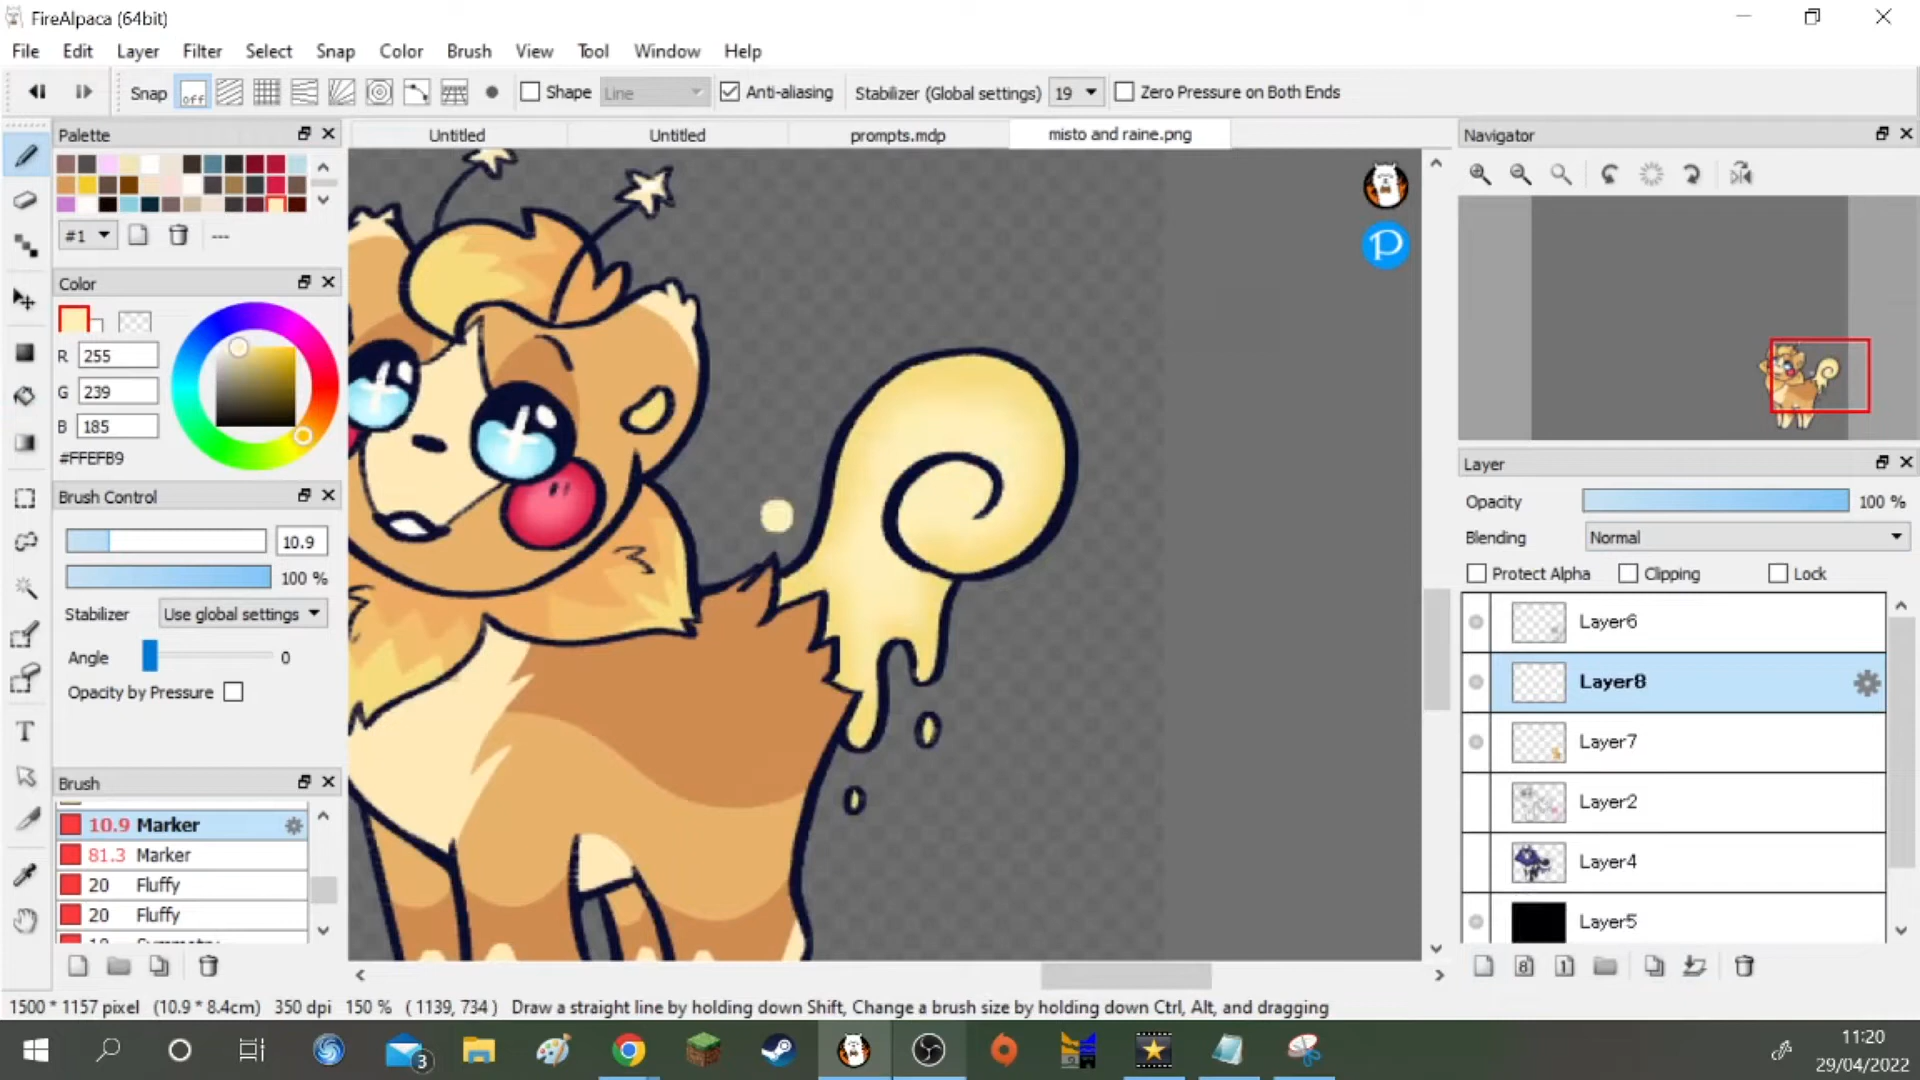 FireAlpaca (64bit)
File Edit Layer Filter Select Snap Color Brush View Tool Window Help
Snap off Shape Line Anti-aliasing Stabilizer (Global settings) 19 Zero Pressure on Both Ends
Palette
Untitled Untitled prompts.mdp misto and raine.png
Navigator
#1 ---
Color
R 255
G 239
B 185
#FFEFB9
Brush Control
10.9
100 %
Stabilizer Use global settings
Angle 0
Opacity by Pressure
Brush
10.9 Marker
81.3 Marker
20 Fluffy
20 Fluffy
P
Layer
Opacity 100 %
Blending Normal
Protect Alpha Clipping Lock
Layer6
Layer8
Layer7
Layer2
Layer4
Layer5
8 1
1500 * 1157 pixel (10.9 * 8.4cm) 350 dpi 150 % ( 1139, 734 ) Draw a straight line by holding down Shift, Change a brush size by holding down Ctrl, Alt, and dragging
3
11:20
29/04/2022